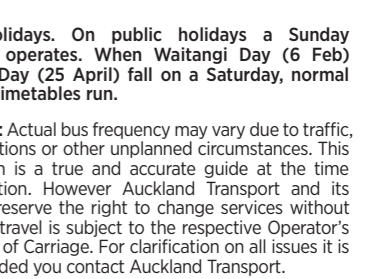 olidays. On public holidays a Sunday
operates. When Waitangi Day (6 Feb)
Day (25 April) fall on a Saturday, normal
imetables run.
: Actual bus frequency may vary due to traffic,
tions or other unplanned circumstances. This
is a true and accurate guide at the time
tion. However Auckland Transport and its
reserve the right to change services without
travel is subject to the respective Operator's
of Carriage. For clarification on all issues it is
ded you contact Auckland Transport.